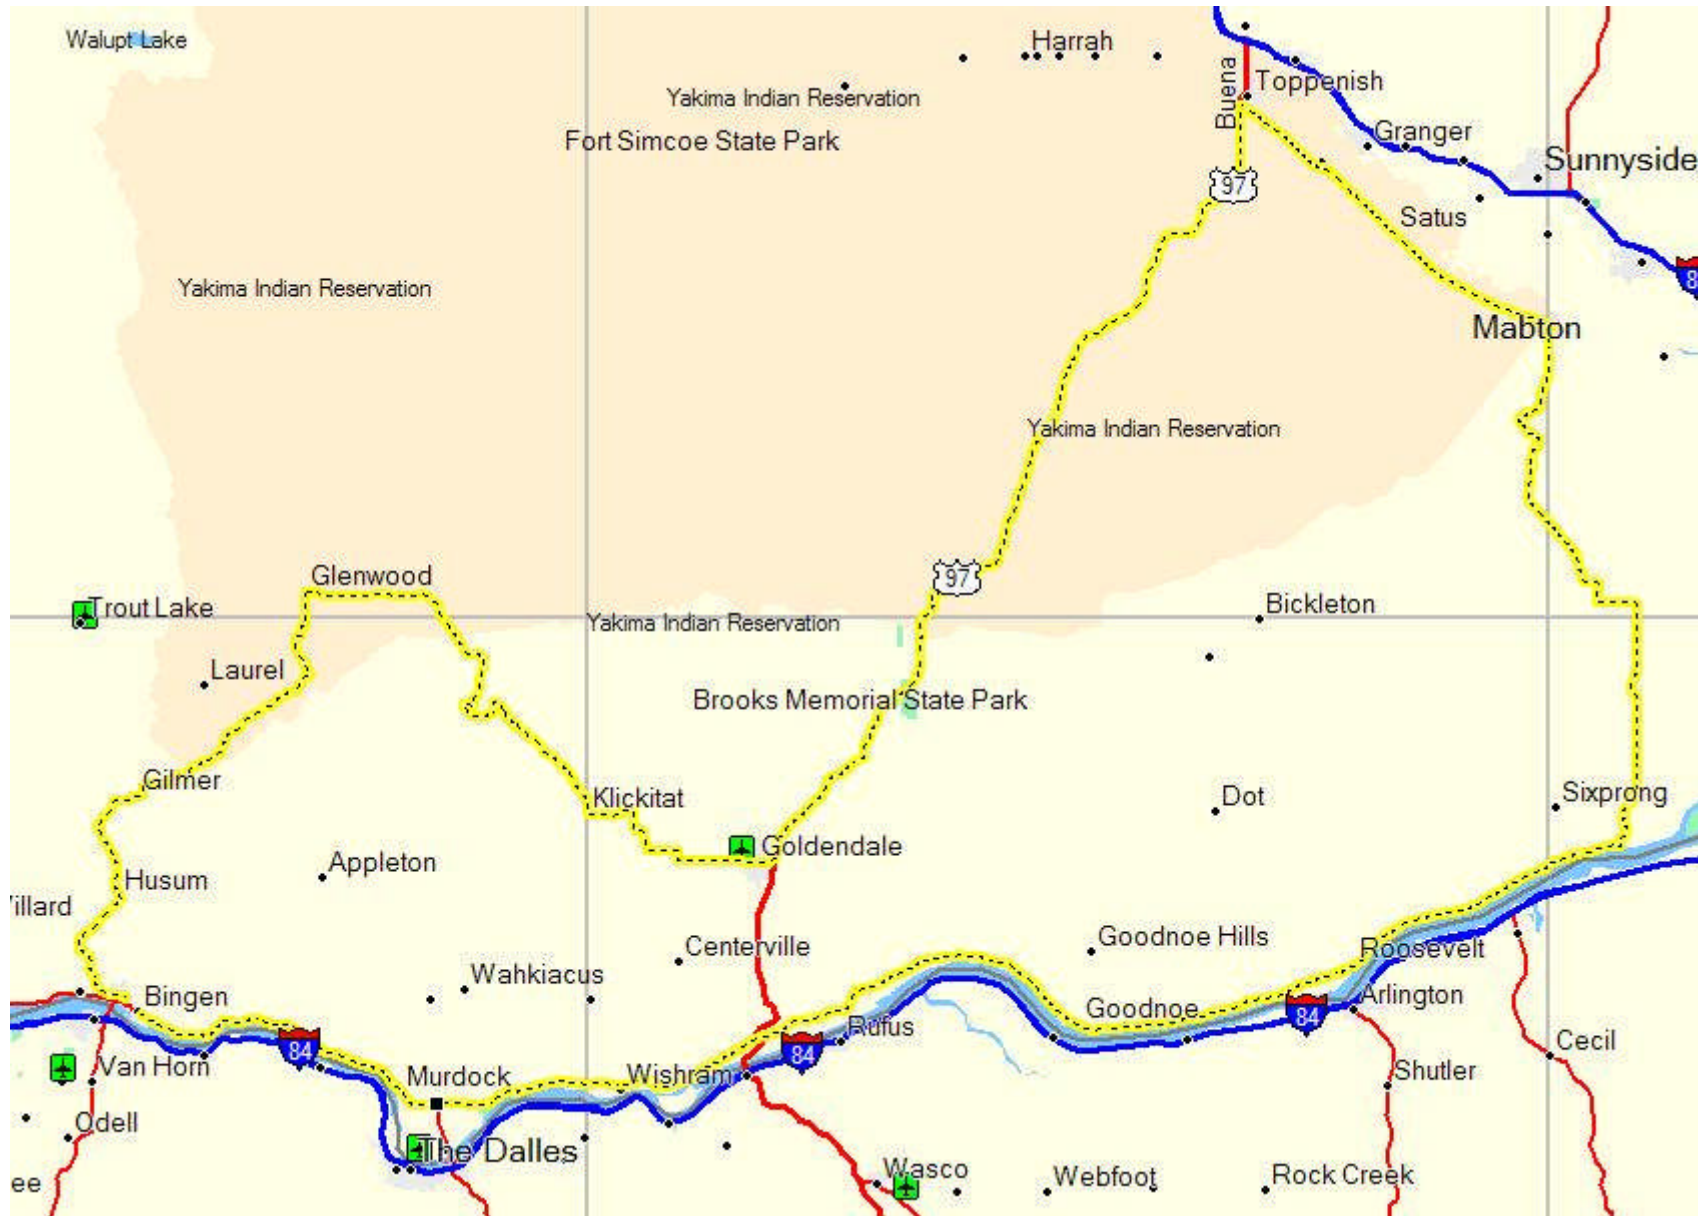 Walupt Lake
Harrah
Buena
Toppenish
Yakima Indian Reservation
Fort Simcoe State Park
Granger
Sunnyside
97
Satus
Yakima Indian Reservation
8
Mabton
Yakima Indian Reservation
Glenwood
97
Trout Lake
Bickleton
Yakima Indian Reservation
Laurel
Brooks Memorial State Park
Gilmer
Klickitat
Dot
Sixprong
Goldendale
Appleton
Husum
illard
Goodnoe Hills
Centerville
Roosevelt
Wahkiacus
Bingen
Arlington
Goodnoe
84
Rufus
84
84
Cecil
Van Horn
Murdock
Wishram
Shutler
Odell
The Dalles
Wasco
Webfoot
Rock Creek
ee